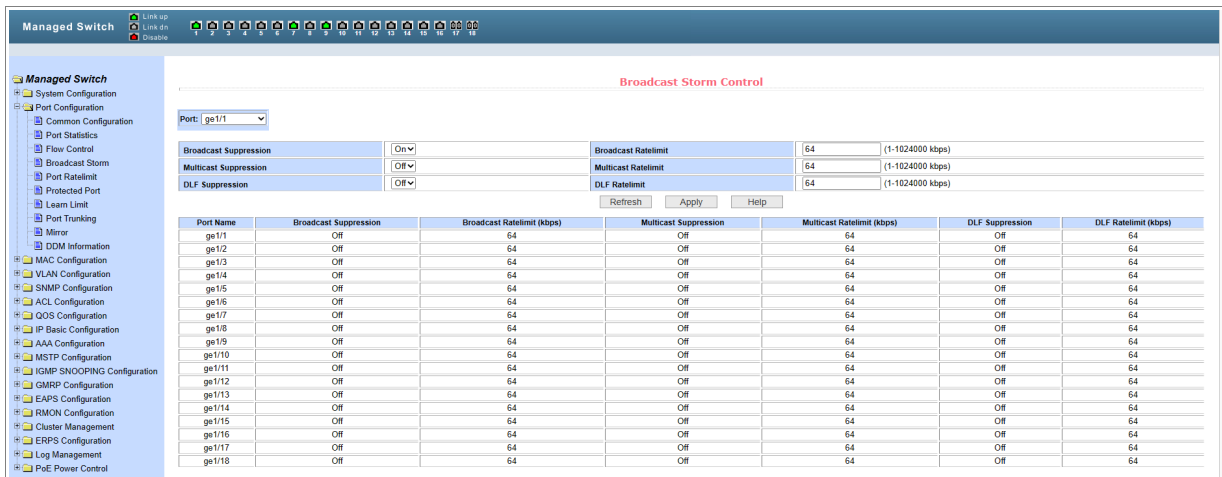 Managed Switch
Link up
Link dn
Disable
1 2 3 4 5 6 7 8 9 10 11 12 13 14 15 16 17 18
Managed Switch
System Configuration
Port Configuration
Common Configuration
Port Statistics
Flow Control
Broadcast Storm
Port Ratelimit
Protected Port
Learn Limit
Port Trunking
Mirror
DDM Information
MAC Configuration
VLAN Configuration
SNMP Configuration
ACL Configuration
QOS Configuration
IP Basic Configuration
AAA Configuration
MSTP Configuration
IGMP SNOOPING Configuration
GMRP Configuration
EAPS Configuration
RMON Configuration
Cluster Management
ERPS Configuration
Log Management
PoE Power Control
Broadcast Storm Control
Port: ge1/1
Broadcast Suppression On Broadcast Ratelimit 64 (1-1024000 kbps)
Multicast Suppression Off Multicast Ratelimit 64 (1-1024000 kbps)
DLF Suppression Off DLF Ratelimit 64 (1-1024000 kbps)
Refresh Apply Help
Port Name Broadcast Suppression Broadcast Ratelimit (kbps) Multicast Suppression Multicast Ratelimit (kbps) DLF Suppression DLF Ratelimit (kbps)
ge1/1 Off 64 Off 64 Off 64
ge1/2 Off 64 Off 64 Off 64
ge1/3 Off 64 Off 64 Off 64
ge1/4 Off 64 Off 64 Off 64
ge1/5 Off 64 Off 64 Off 64
ge1/6 Off 64 Off 64 Off 64
ge1/7 Off 64 Off 64 Off 64
ge1/8 Off 64 Off 64 Off 64
ge1/9 Off 64 Off 64 Off 64
ge1/10 Off 64 Off 64 Off 64
ge1/11 Off 64 Off 64 Off 64
ge1/12 Off 64 Off 64 Off 64
ge1/13 Off 64 Off 64 Off 64
ge1/14 Off 64 Off 64 Off 64
ge1/15 Off 64 Off 64 Off 64
ge1/16 Off 64 Off 64 Off 64
ge1/17 Off 64 Off 64 Off 64
ge1/18 Off 64 Off 64 Off 64